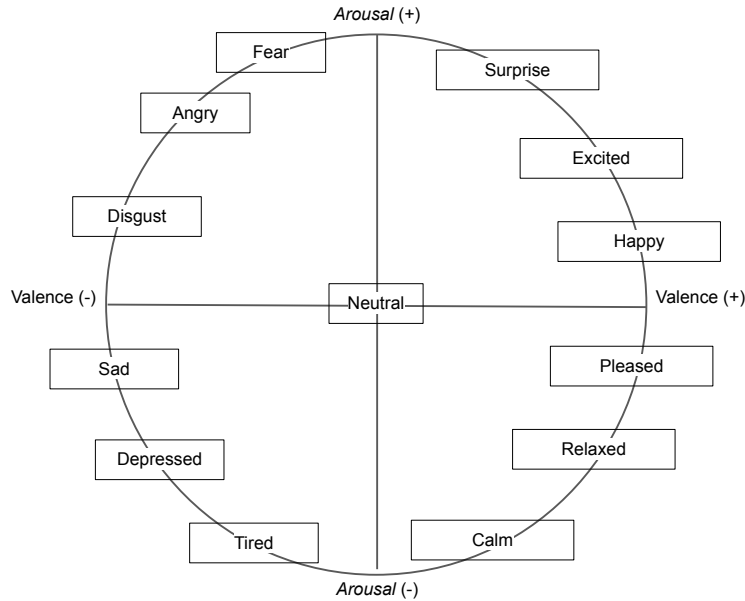 Arousal (+)
Fear
Surprise
Angry
Excited
Disgust
Happy
Valence (-)
Neutral
Valence (+)
Sad
Pleased
Depressed
Relaxed
Tired
Calm
Arousal (-)